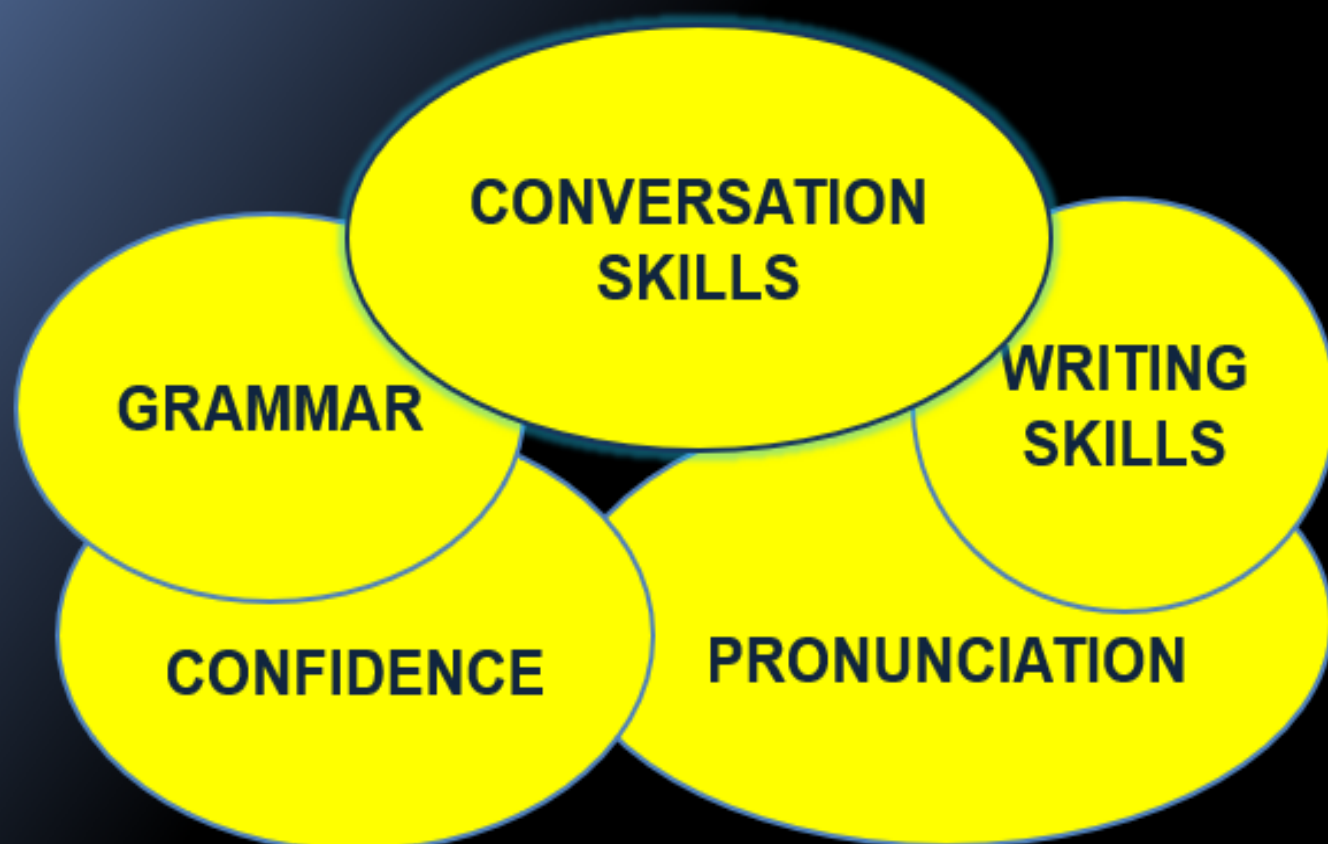 CONVERSATION
SKILLS
GRAMMAR
WRITING
SKILLS
CONFIDENCE
PRONUNCIATION